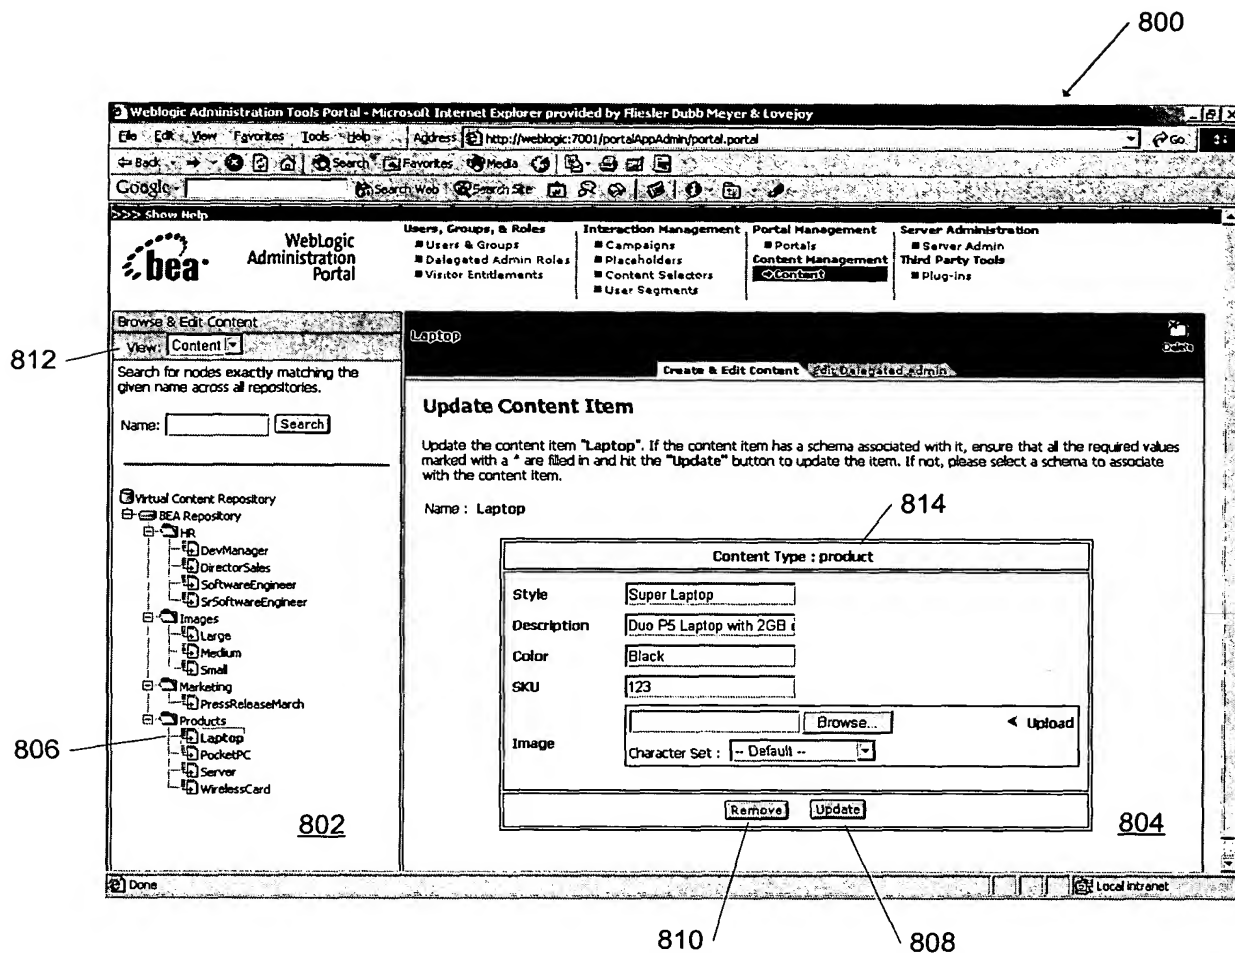 800
Weblogic Administration Tools Portal - Microsoft Internet Explorer provided by Fliesler Dubb Meyer & Lovejoy
File Edit View Favorites Tools Help Address http://weblogic:7001/portalAppAdmin/portal.portal Go
Back Search Favorites Media
Google Search Web Search Site
>>> Show Help
bea
WebLogic Administration Portal
Users, Groups, & Roles
Users & Groups
Delegated Admin Roles
Visitor Entitlements
Interaction Management
Campaigns
Placeholders
Content Selectors
User Segments
Portal Management
Portals
Content Management
Content
Server Administration
Server Admin
Third Party Tools
Plug-ins
Browse & Edit Content
812
View: Content
Search for nodes exactly matching the
given name across all repositories.
Name: Search
Virtual Content Repository
BEA Repository
HR
DevManager
DirectorSales
SoftwareEngineer
SrSoftwareEngineer
Images
Large
Medium
Small
Marketing
PressReleaseMarch
Products
806
Laptop
PocketPC
Server
WirelessCard
802
Laptop
Delete
Create & Edit Content Edit Delegated admin
Update Content Item
Update the content item "Laptop". If the content item has a schema associated with it, ensure that all the required values
marked with a * are filled in and hit the "Update" button to update the item. If not, please select a schema to associate
with the content item.
Name : Laptop
814
Content Type : product
Style Super Laptop
Description Duo P5 Laptop with 2GB
Color Black
SKU 123
Image Browse... Upload
Character Set : -- Default --
Remove Update
804
Done Local intranet
810
808